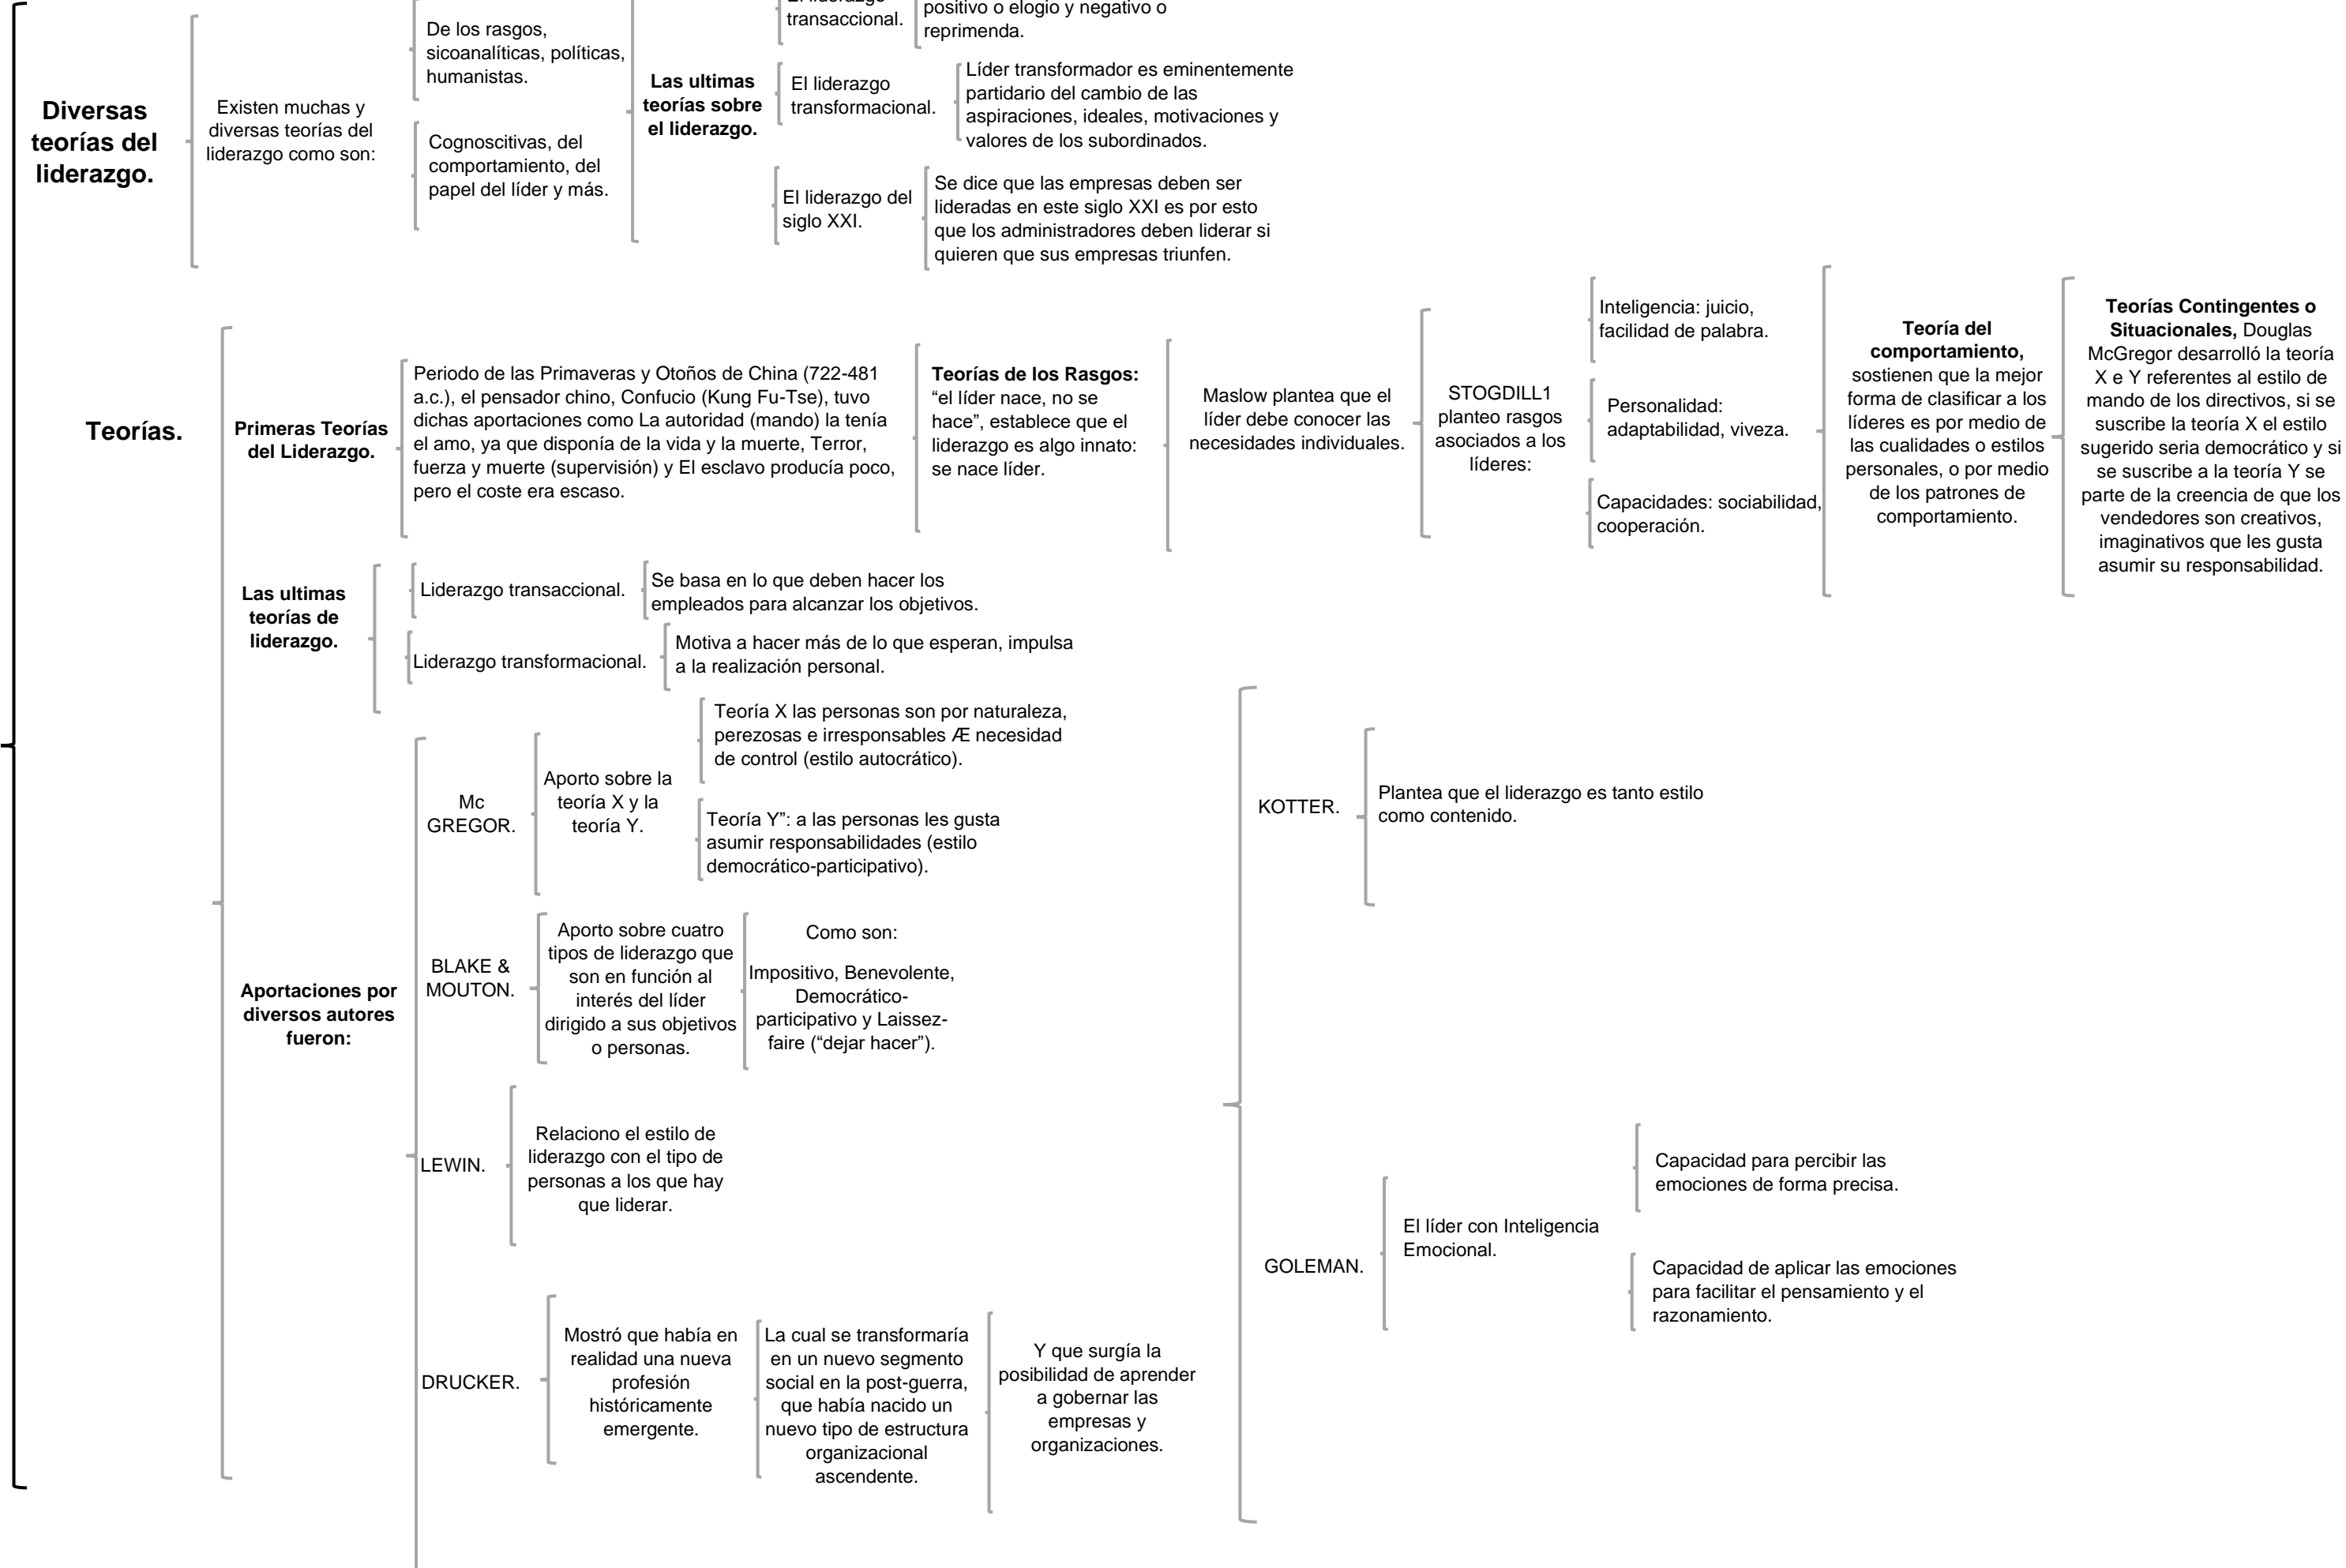 Diversas
teorías del
liderazgo.
Existen muchas y
diversas teorías del
liderazgo como son:
De los rasgos,
sicoanalíticas, políticas,
humanistas.
Cognoscitivas, del
comportamiento, del
papel del líder y más.
Las ultimas
teorías sobre
el liderazgo.
El liderazgo
transaccional.
positivo o elogio y negativo o
reprimenda.
El liderazgo
transformacional.
Líder transformador es eminentemente
partidario del cambio de las
aspiraciones, ideales, motivaciones y
valores de los subordinados.
El liderazgo del
siglo XXI.
Se dice que las empresas deben ser
lideradas en este siglo XXI es por esto
que los administradores deben liderar si
quieren que sus empresas triunfen.
Teorías.
Primeras Teorías
del Liderazgo.
Periodo de las Primaveras y Otoños de China (722-481
a.c.), el pensador chino, Confucio (Kung Fu-Tse), tuvo
dichas aportaciones como La autoridad (mando) la tenía
el amo, ya que disponía de la vida y la muerte, Terror,
fuerza y muerte (supervisión) y El esclavo producía poco,
pero el coste era escaso.
Teorías de los Rasgos:
“el líder nace, no se
hace”, establece que el
liderazgo es algo innato:
se nace líder.
Maslow plantea que el
líder debe conocer las
necesidades individuales.
STOGDILL1
planteo rasgos
asociados a los
líderes:
Inteligencia: juicio,
facilidad de palabra.
Personalidad:
adaptabilidad, viveza.
Capacidades: sociabilidad,
cooperación.
Teoría del
comportamiento,
sostienen que la mejor
forma de clasificar a los
líderes es por medio de
las cualidades o estilos
personales, o por medio
de los patrones de
comportamiento.
Teorías Contingentes o
Situacionales, Douglas
McGregor desarrolló la teoría
X e Y referentes al estilo de
mando de los directivos, si se
suscribe la teoría X el estilo
sugerido seria democrático y si
se suscribe a la teoría Y se
parte de la creencia de que los
vendedores son creativos,
imaginativos que les gusta
asumir su responsabilidad.
Las ultimas
teorías de
liderazgo.
Liderazgo transaccional.
Se basa en lo que deben hacer los
empleados para alcanzar los objetivos.
Liderazgo transformacional.
Motiva a hacer más de lo que esperan, impulsa
a la realización personal.
Aportaciones por
diversos autores
fueron:
Mc
GREGOR.
Aporto sobre la
teoría X y la
teoría Y.
Teoría X las personas son por naturaleza,
perezosas e irresponsables Æ necesidad
de control (estilo autocrático).
Teoría Y”: a las personas les gusta
asumir responsabilidades (estilo
democrático-participativo).
BLAKE &
MOUTON.
Aporto sobre cuatro
tipos de liderazgo que
son en función al
interés del líder
dirigido a sus objetivos
o personas.
Como son:
Impositivo, Benevolente,
Democrático-
participativo y Laissez-
faire (“dejar hacer”).
LEWIN.
Relaciono el estilo de
liderazgo con el tipo de
personas a los que hay
que liderar.
DRUCKER.
Mostró que había en
realidad una nueva
profesión
históricamente
emergente.
La cual se transformaría
en un nuevo segmento
social en la post-guerra,
que había nacido un
nuevo tipo de estructura
organizacional
ascendente.
Y que surgía la
posibilidad de aprender
a gobernar las
empresas y
organizaciones.
KOTTER.
Plantea que el liderazgo es tanto estilo
como contenido.
GOLEMAN.
El líder con Inteligencia
Emocional.
Capacidad para percibir las
emociones de forma precisa.
Capacidad de aplicar las emociones
para facilitar el pensamiento y el
razonamiento.